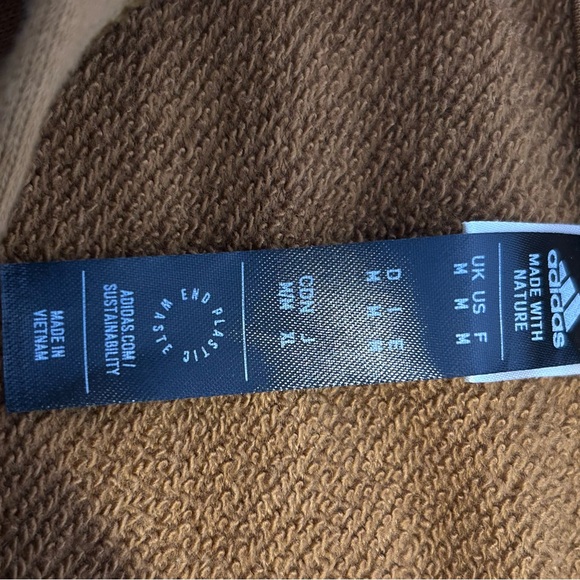 adidas
MADE WITH
NATURE
UK US F
M M M
D I E
M M M
CDN J
M/M XL
END PLASTIC WASTE
ADIDAS.COM/
SUSTAINABILITY
MADE IN
VIETNAM